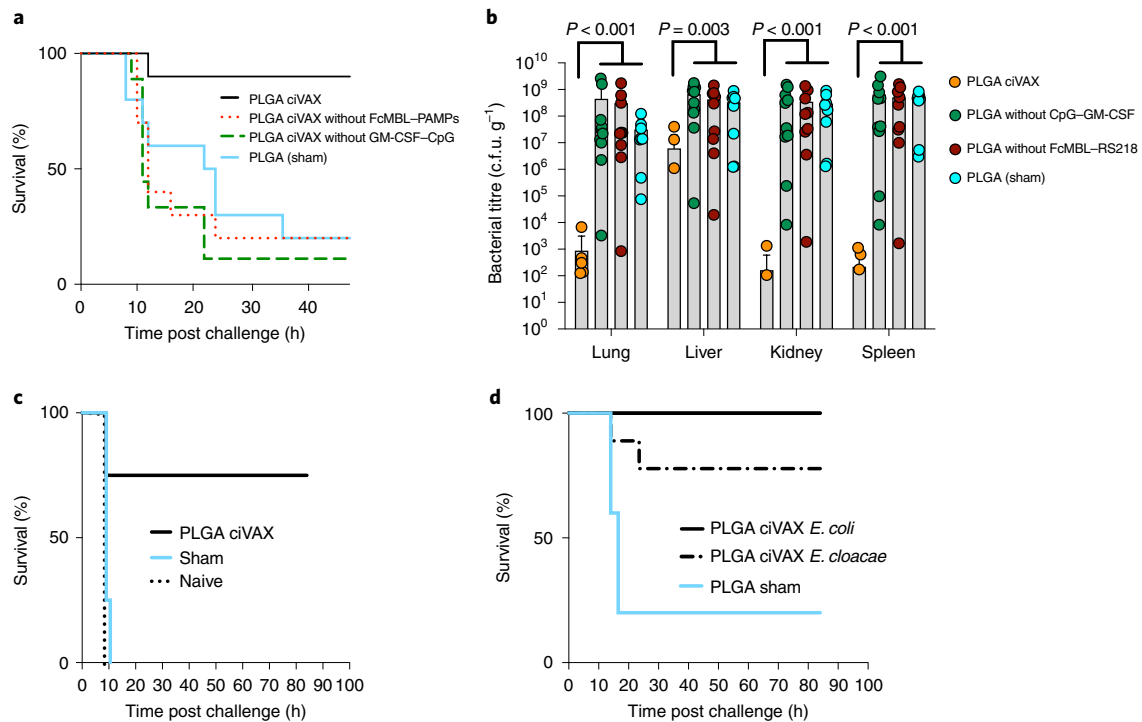 a
100
50
0
Survival (%)
PLGA ciVAX
PLGA ciVAX without FcMBL–PAMPs
PLGA ciVAX without GM-CSF–CpG
PLGA (sham)
0 10 20 30 40
Time post challenge (h)
b
P < 0.001 P = 0.003 P < 0.001 P < 0.001
10^10
10^9
10^8
10^7
10^6
10^5
10^4
10^3
10^2
10^1
10^0
Bacterial titre (c.f.u. g^−1)
Lung Liver Kidney Spleen
PLGA ciVAX
PLGA without CpG–GM-CSF
PLGA without FcMBL–RS218
PLGA (sham)
c
100
50
0
Survival (%)
PLGA ciVAX
Sham
Naive
0 10 20 30 40 50 60 70 80 90 100
Time post challenge (h)
d
100
50
0
Survival (%)
PLGA ciVAX E. coli
PLGA ciVAX E. cloacae
PLGA sham
0 10 20 30 40 50 60 70 80 90 100
Time post challenge (h)